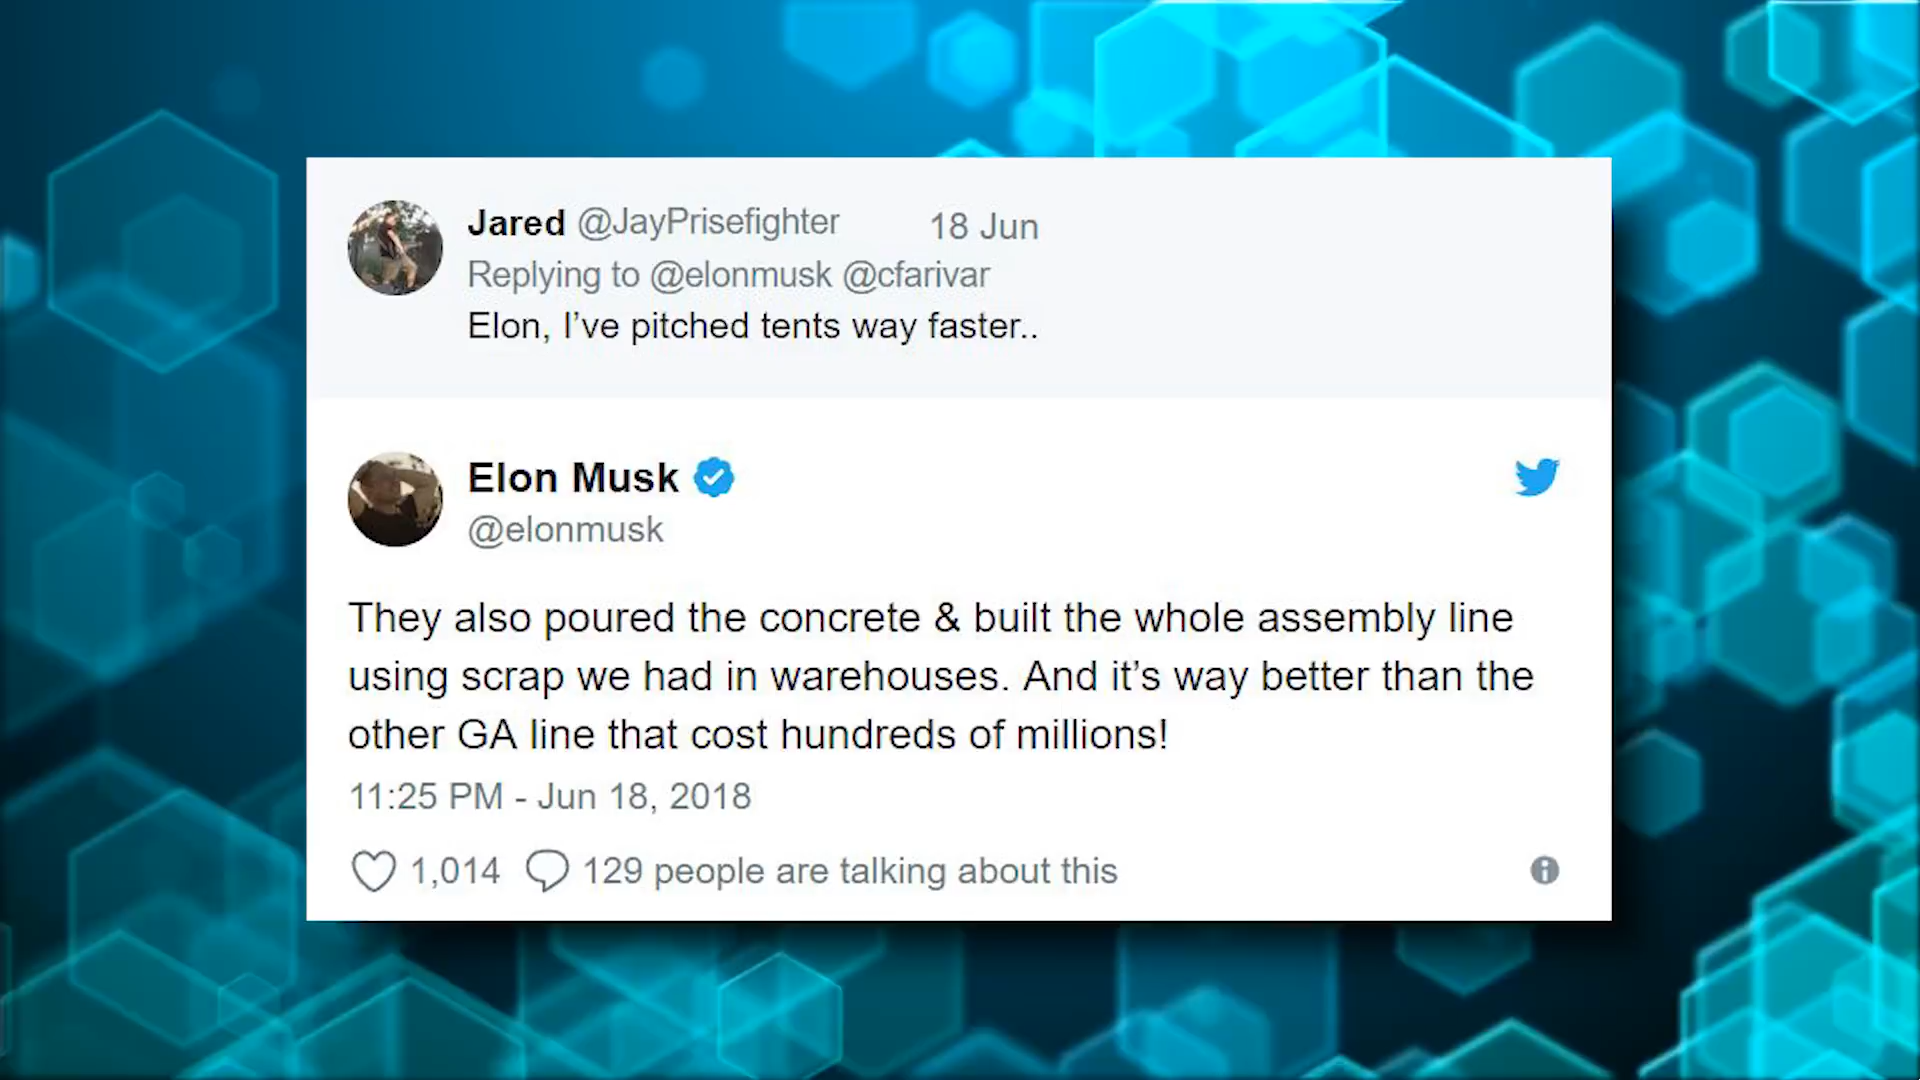 Jared @JayPrisefighter 18 Jun
Replying to @elonmusk @cfarivar
Elon, I’ve pitched tents way faster..
Elon Musk
@elonmusk
They also poured the concrete & built the whole assembly line
using scrap we had in warehouses. And it’s way better than the
other GA line that cost hundreds of millions!
11:25 PM - Jun 18, 2018
1,014 129 people are talking about this